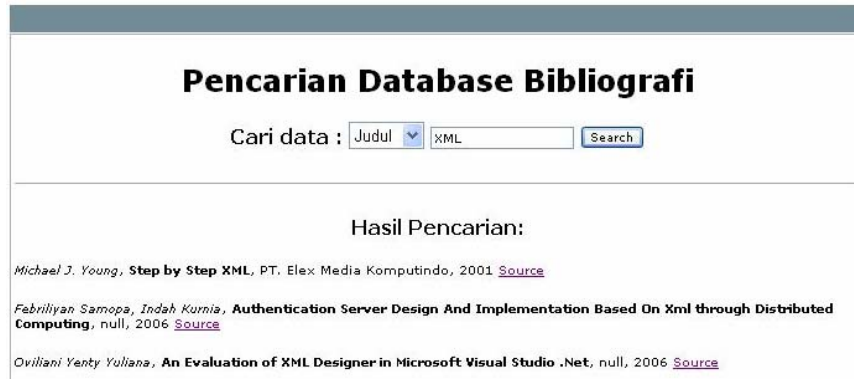 Pencarian Database Bibliografi
Cari data : Judul XML Search
Hasil Pencarian:
Michael J. Young, Step by Step XML, PT. Elex Media Komputindo, 2001 Source
Febriliyan Samopa, Indah Kurnia, Authentication Server Design And Implementation Based On Xml through Distributed
Computing, null, 2006 Source
Oviliani Yenty Yuliana, An Evaluation of XML Designer in Microsoft Visual Studio .Net, null, 2006 Source